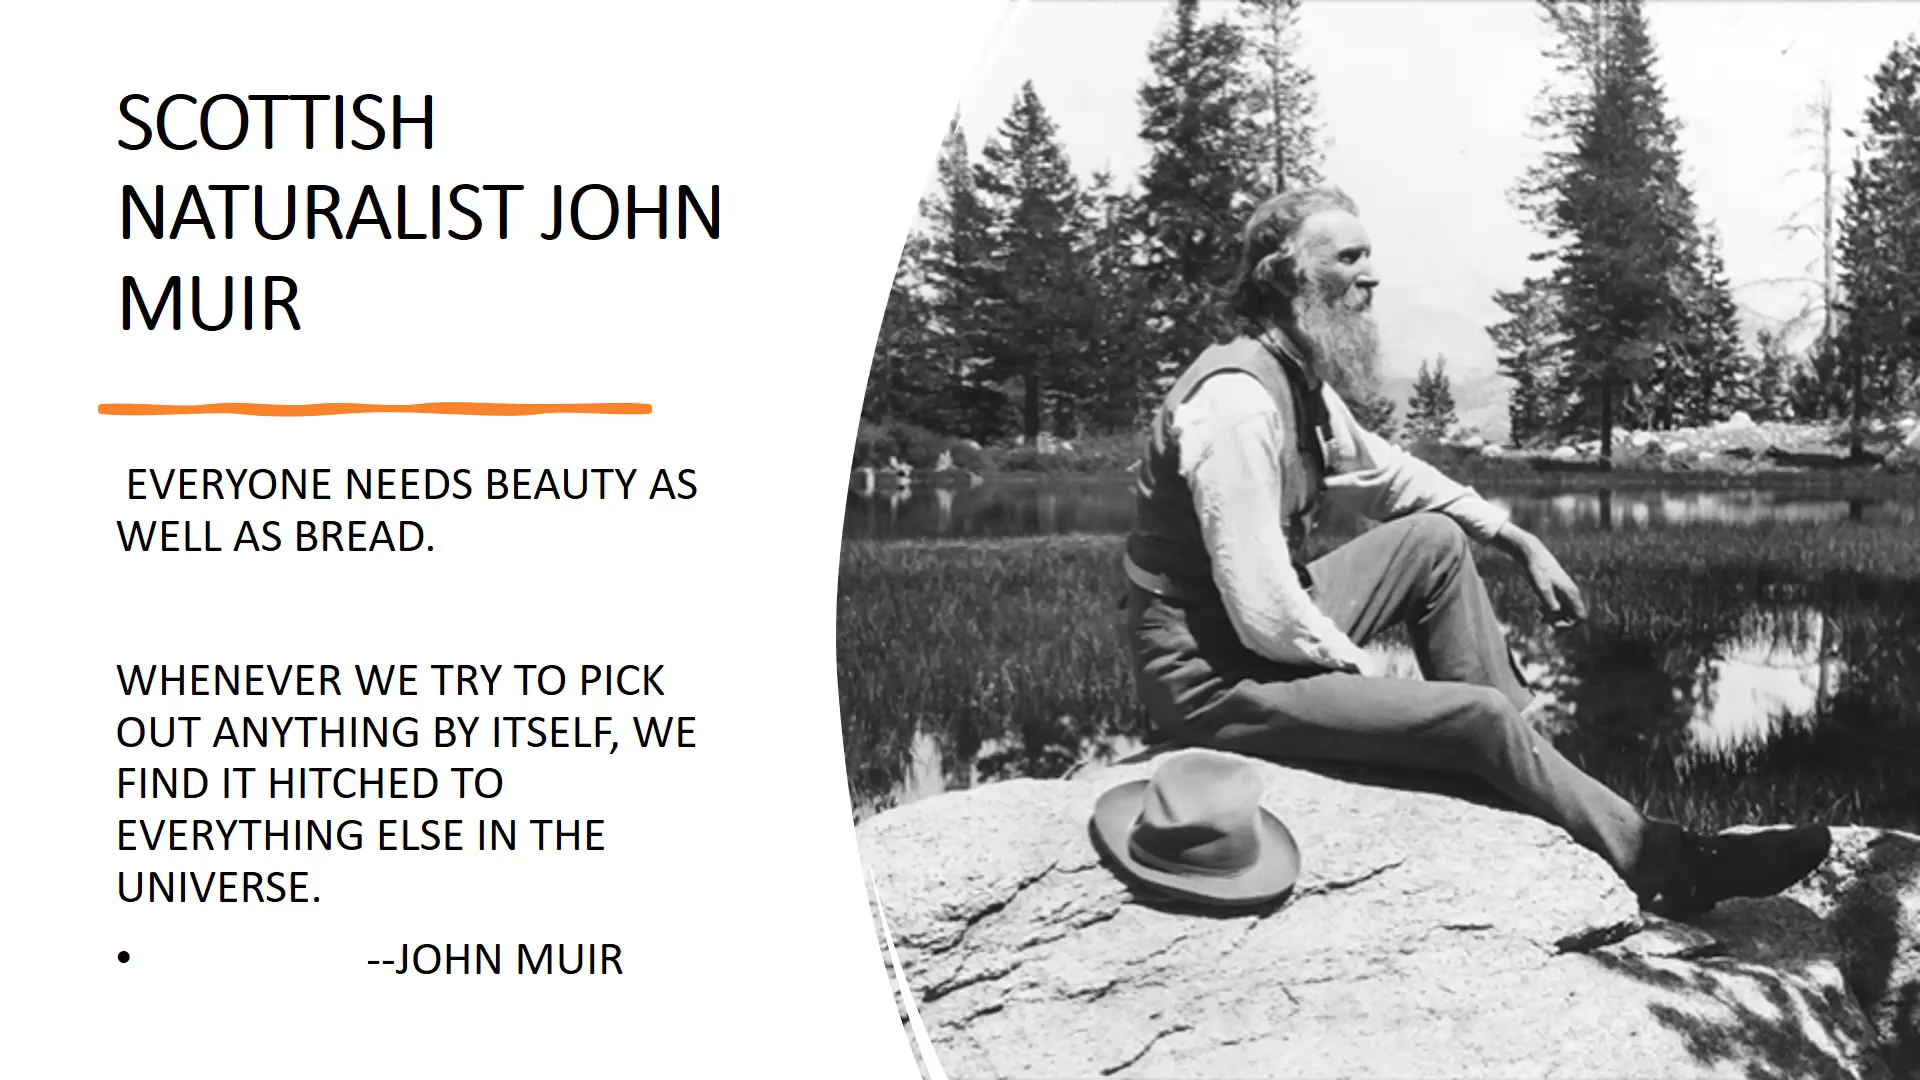 SCOTTISH
NATURALIST JOHN
MUIR
EVERYONE NEEDS BEAUTY AS
WELL AS BREAD.
WHENEVER WE TRY TO PICK
OUT ANYTHING BY ITSELF, WE
FIND IT HITCHED TO
EVERYTHING ELSE IN THE
UNIVERSE.
• --JOHN MUIR